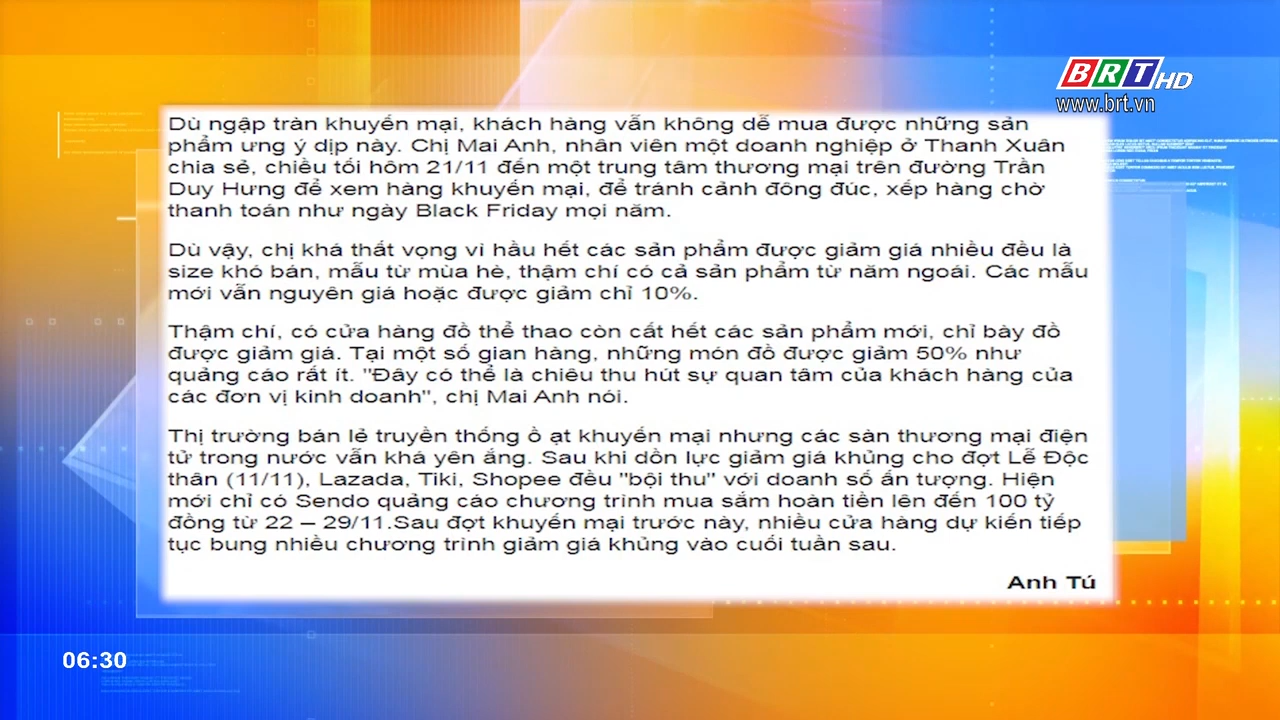 BRT HD
www.brt.vn
Dù ngập tràn khuyến mại, khách hàng vẫn không dễ mua được những sản
phẩm ưng ý dịp này. Chị Mai Anh, nhân viên một doanh nghiệp ở Thanh Xuân
chia sẻ, chiều tối hôm 21/11 đến một trung tâm thương mại trên đường Trần
Duy Hưng để xem hàng khuyến mại, để tránh cảnh đông đúc, xếp hàng chờ
thanh toán như ngày Black Friday mọi năm.
Dù vậy, chị khá thất vọng vì hầu hết các sản phẩm được giảm giá nhiều đều là
size khó bán, mẫu từ mùa hè, thậm chí có cả sản phẩm từ năm ngoái. Các mẫu
mới vẫn nguyên giá hoặc được giảm chỉ 10%.
Thậm chí, có cửa hàng đồ thể thao còn cất hết các sản phẩm mới, chỉ bày đồ
được giảm giá. Tại một số gian hàng, những món đồ được giảm 50% như
quảng cáo rất ít. "Đây có thể là chiêu thu hút sự quan tâm của khách hàng của
các đơn vị kinh doanh", chị Mai Anh nói.
Thị trường bán lẻ truyền thống ồ ạt khuyến mại nhưng các sàn thương mại điện
tử trong nước vẫn khá yên ắng. Sau khi dồn lực giảm giá khủng cho đợt Lễ Độc
thân (11/11), Lazada, Tiki, Shopee đều "bội thu" với doanh số ấn tượng. Hiện
mới chỉ có Sendo quảng cáo chương trình mua sắm hoàn tiền lên đến 100 tỷ
đồng từ 22 – 29/11.Sau đợt khuyến mại trước này, nhiều cửa hàng dự kiến tiếp
tục bung nhiều chương trình giảm giá khủng vào cuối tuần sau.
Anh Tú
06:30